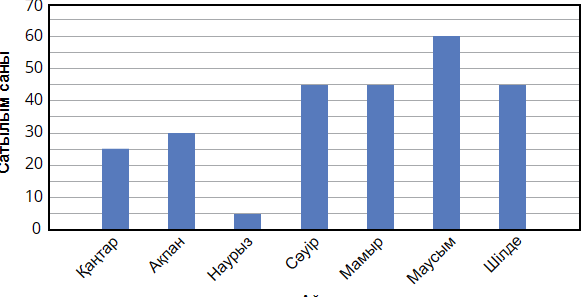 Сатылым саны
70
60
50
40
30
20
10
0
Қаңтар
Ақпан
Наурыз
Сәуір
Мамыр
Маусым
Шілде